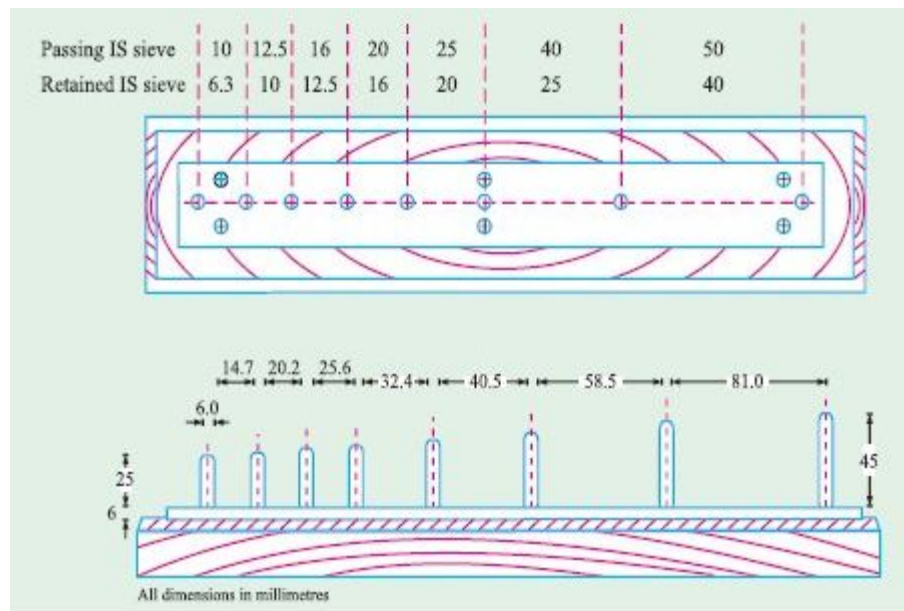 Passing IS sieve 10 12.5 16 20 25 40 50
Retained IS sieve 6.3 10 12.5 16 20 25 40
14.7 20.2 25.6 32.4 40.5 58.5 81.0
6.0
25
45
6
All dimensions in millimetres